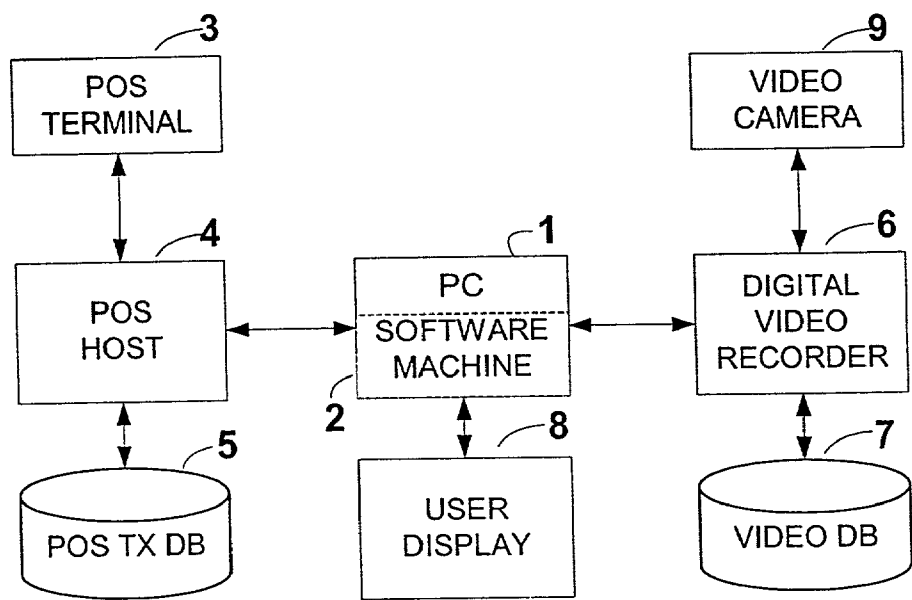 3
POS
TERMINAL
9
VIDEO
CAMERA
4
POS
HOST
1
PC
SOFTWARE
MACHINE
2
6
DIGITAL
VIDEO
RECORDER
5
POS TX DB
8
USER
DISPLAY
7
VIDEO DB